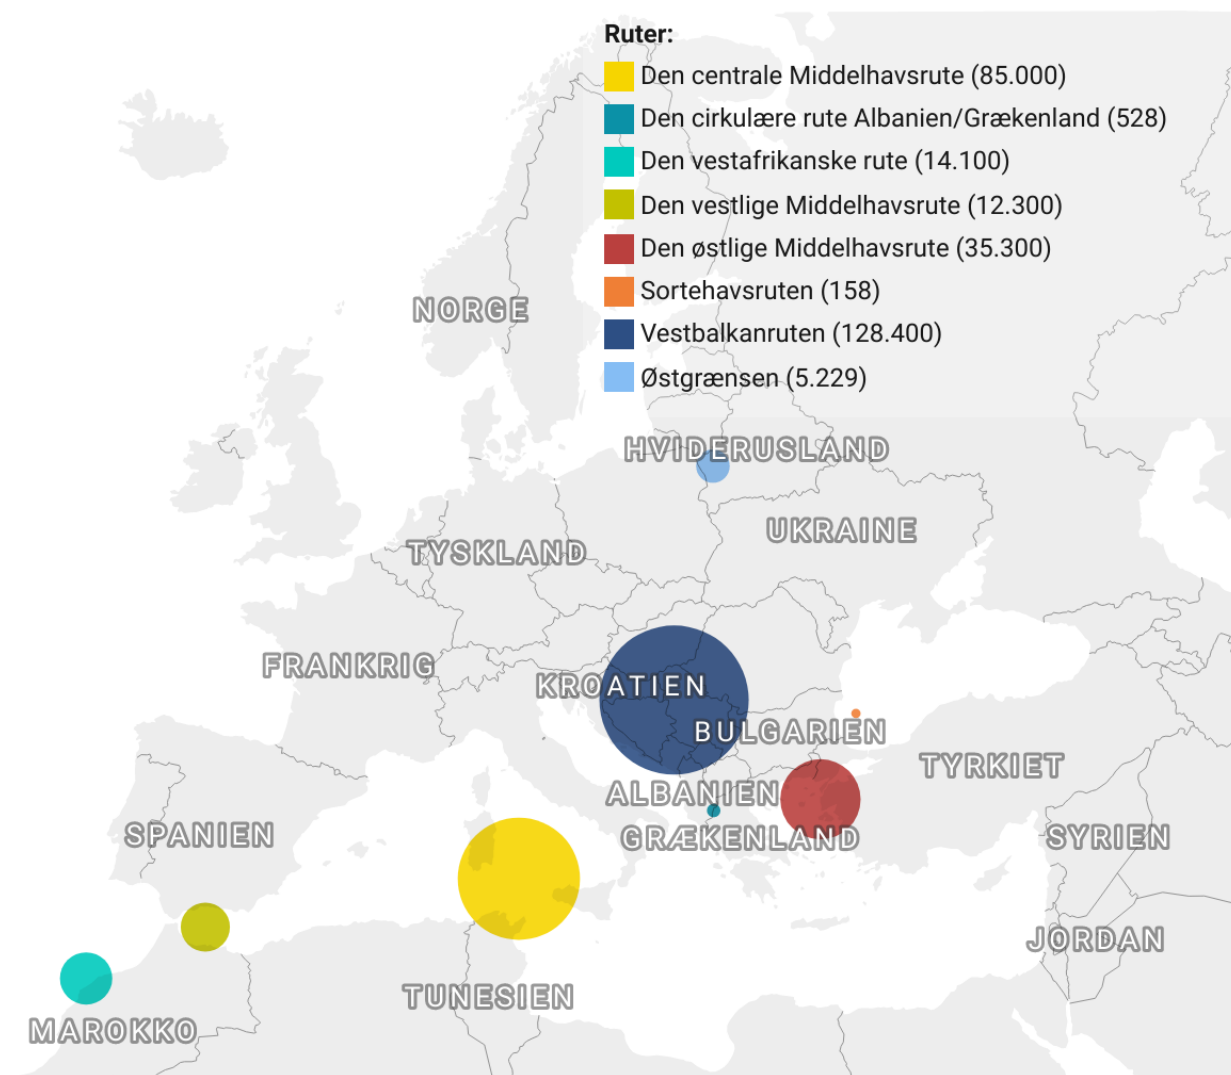 Ruter:
Den centrale Middelhavsrute (85.000)
Den cirkulære rute Albanien/Grækenland (528)
Den vestafrikanske rute (14.100)
Den vestlige Middelhavsrute (12.300)
Den østlige Middelhavsrute (35.300)
Sortehavsruten (158)
Vestbalkanruten (128.400)
Østgrænsen (5.229)
NORGE
HVIDERUSLAND
UKRAINE
TYSKLAND
FRANKRIG
KROATIEN
BULGARIEN
TYRKIET
ALBANIEN
SPANIEN
GRÆKENLAND
SYRIEN
JORDAN
TUNESIEN
MAROKKO